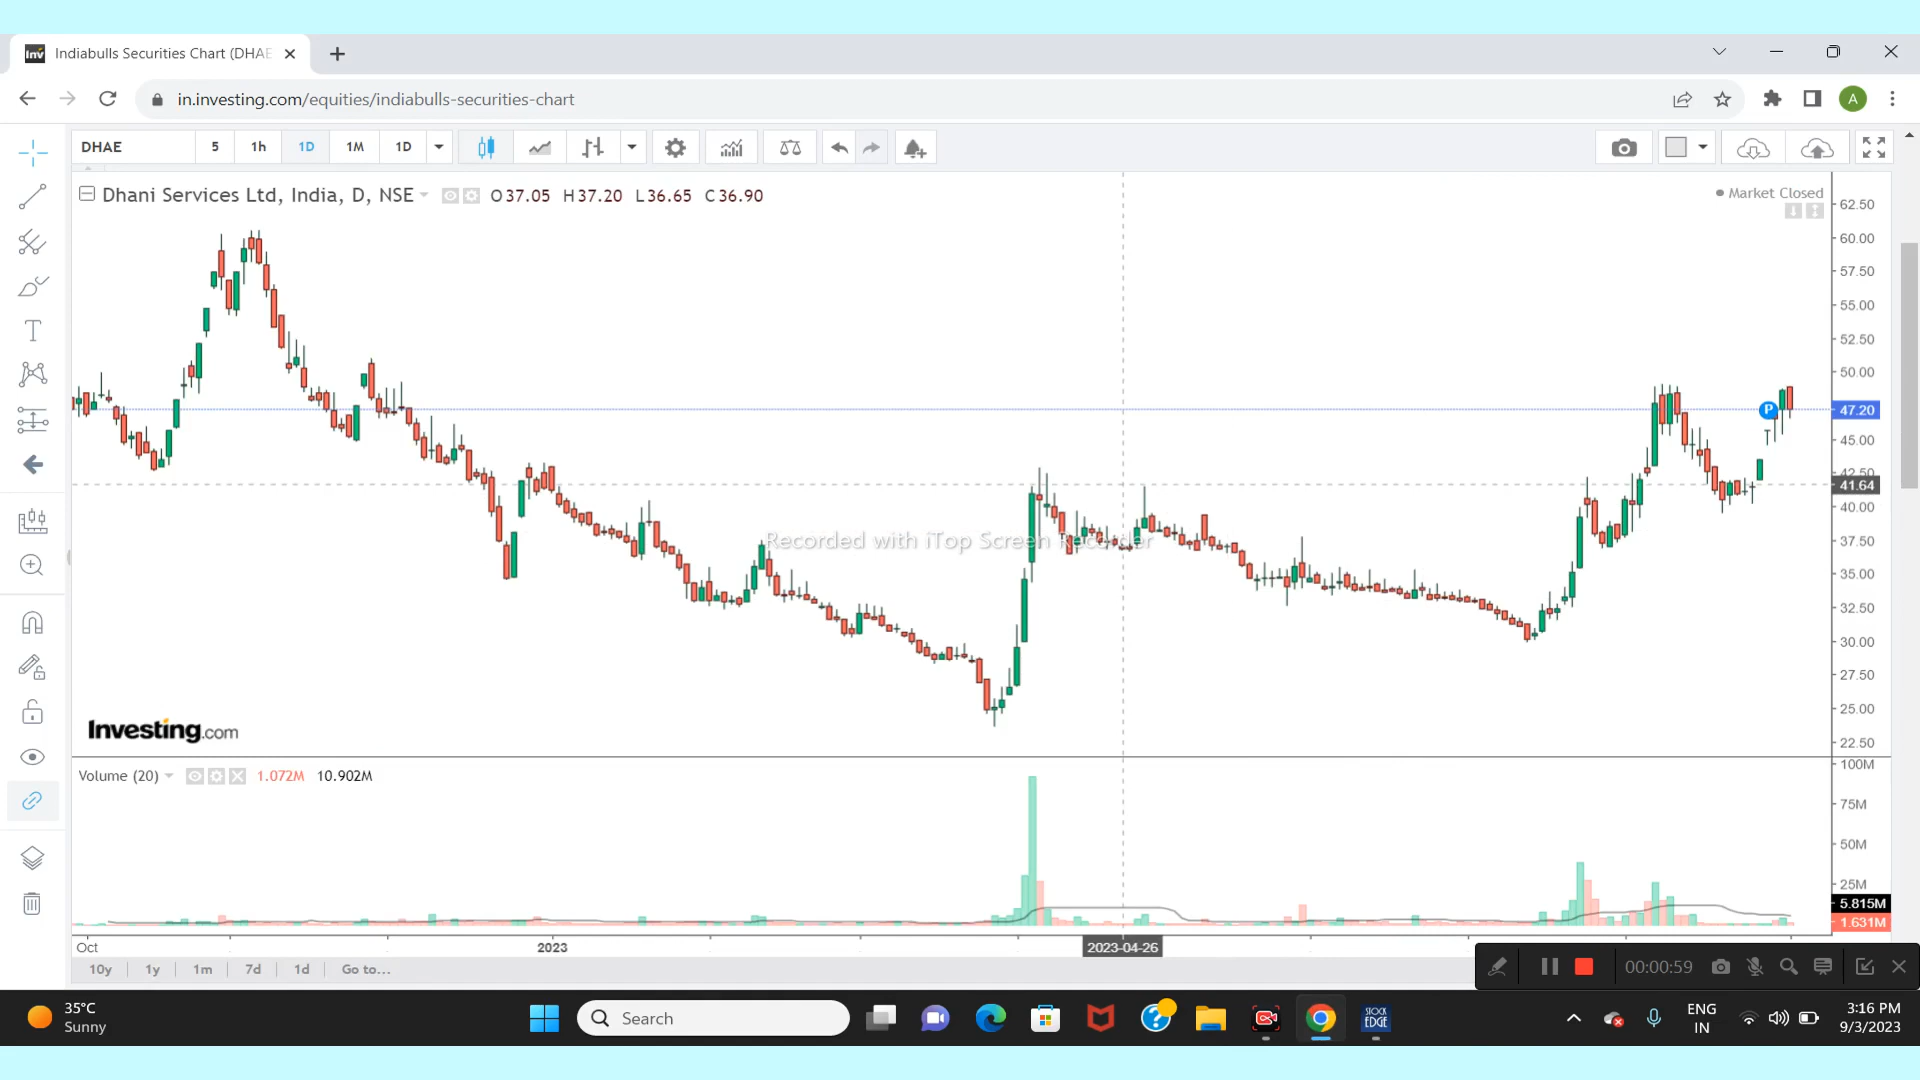 Inv Indiabulls Securities Chart (DHAE
in.investing.com/equities/indiabulls-securities-chart
A
DHAE 5 1h 1D 1M 1D
Dhani Services Ltd, India, D, NSE O37.05 H37.20 L36.65 C36.90
Market Closed
62.50
60.00
57.50
55.00
52.50
50.00
P 47.20
45.00
42.50
41.64
40.00
37.50
Recorded with iTop Screen Recorder
35.00
32.50
30.00
27.50
25.00
22.50
Investing.com
Volume (20) 1.072M 10.902M
100M
75M
50M
25M
5.815M
1.631M
Oct 2023 2023-04-26
10y 1y 1m 7d 1d Go to...
00:00:59
35°C
Sunny
Search
STOCK
EDGE
ENG
IN
3:16 PM
9/3/2023